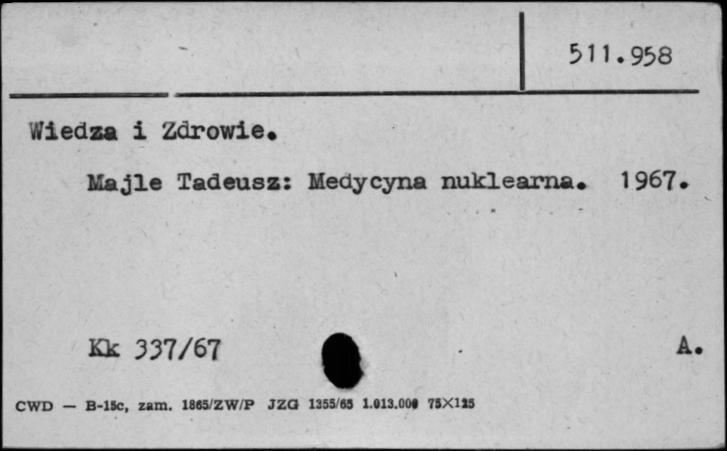 511.958
Wiedza i Zdrowie.
Majle Tadeusz: Medycyna nuklearna. 1967.
Kk 337/67 A.
CWD — B-15c, zam. 1865/ZW/P JZG 1355/65 1.013.000 75X125